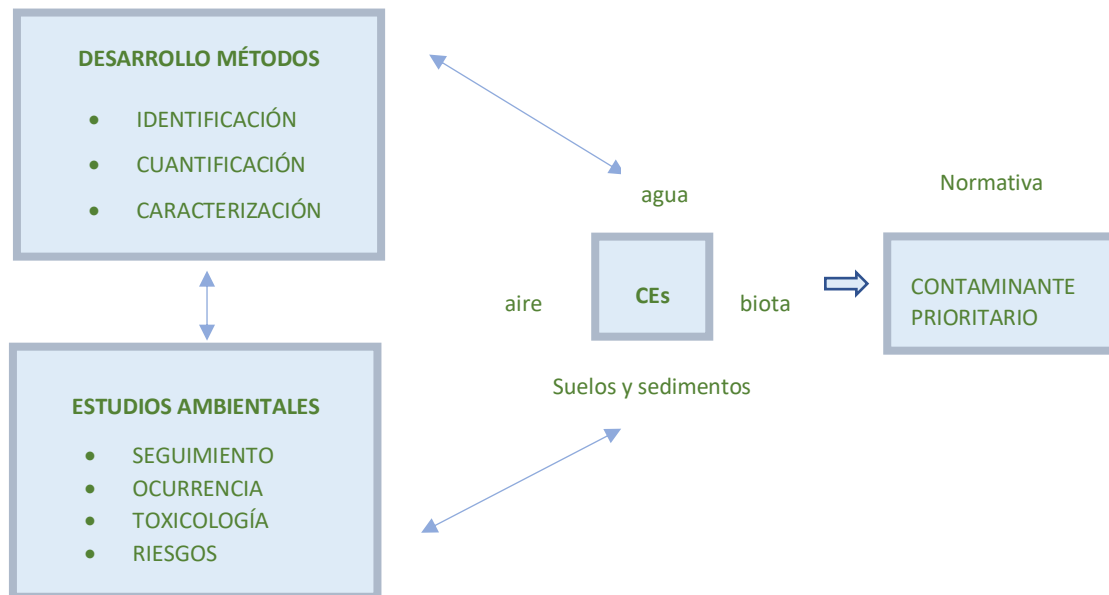 DESARROLLO MÉTODOS
• IDENTIFICACIÓN
• CUANTIFICACIÓN
• CARACTERIZACIÓN
ESTUDIOS AMBIENTALES
• SEGUIMIENTO
• OCURRENCIA
• TOXICOLOGÍA
• RIESGOS
agua
aire
CEs
biota
Suelos y sedimentos
Normativa
CONTAMINANTE
PRIORITARIO